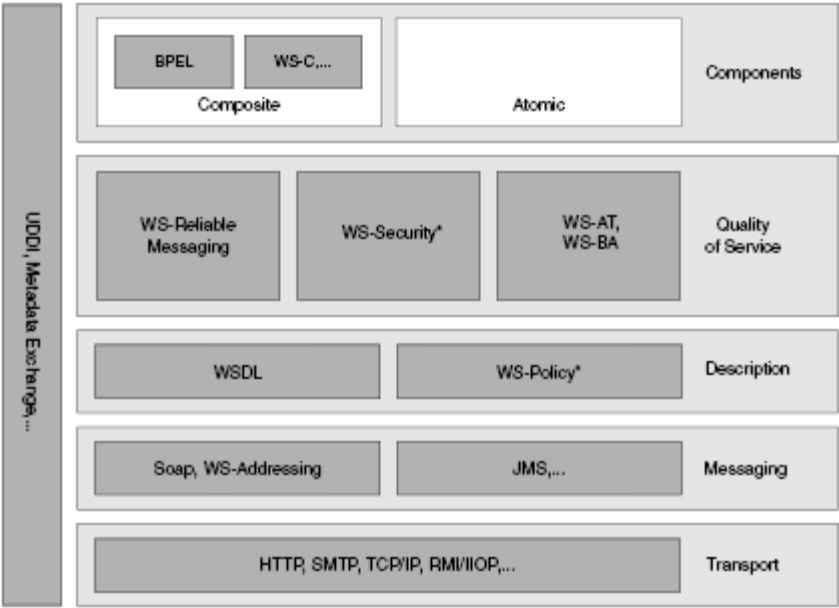 UDDI, Metadata Exchange,...
BPEL
WS-C,...
Composite
Atomic
Components
WS-Reliable
Messaging
WS-Security*
WS-AT,
WS-BA
Quality
of Service
WSDL
WS-Policy*
Description
Soap, WS-Addressing
JMS,...
Messaging
HTTP, SMTP, TCP/IP, RMI/IIOP,...
Transport